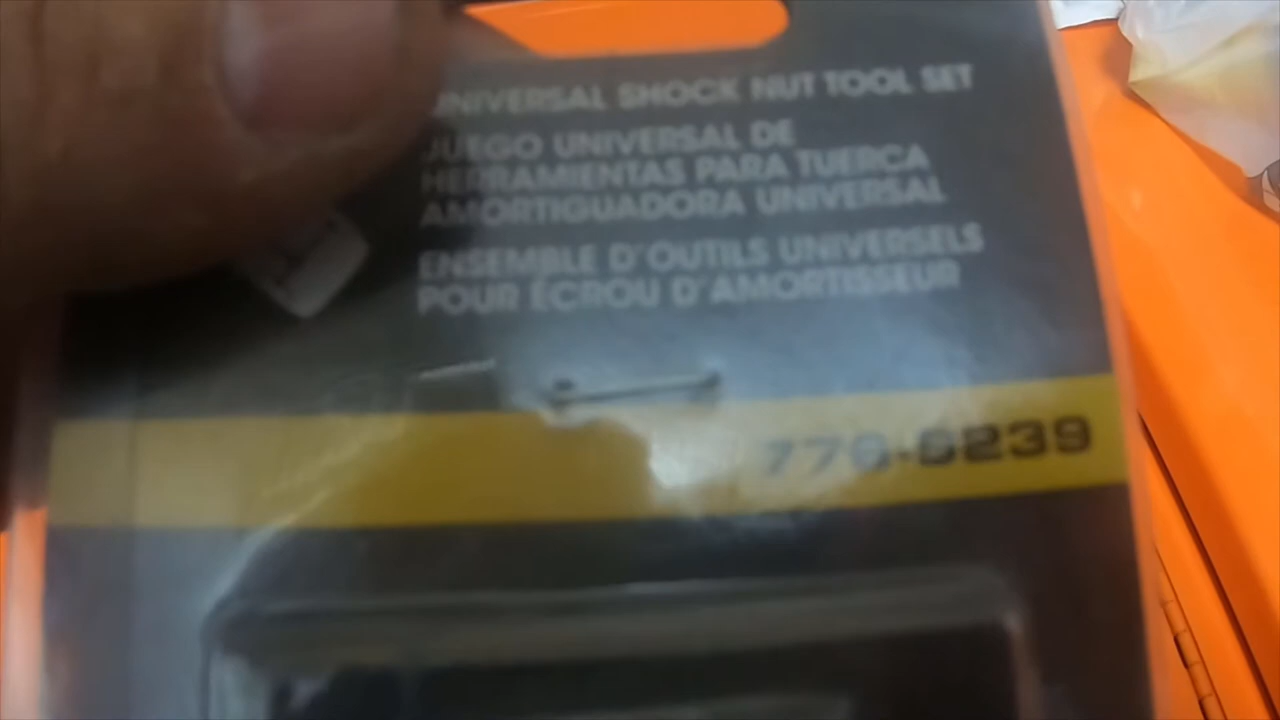 UNIVERSAL SHOCK NUT TOOL SET
JUEGO UNIVERSAL DE
HERRAMIENTAS PARA TUERCA
AMORTIGUADORA UNIVERSAL
ENSEMBLE D'OUTILS UNIVERSELS
POUR ÉCROU D'AMORTISSEUR